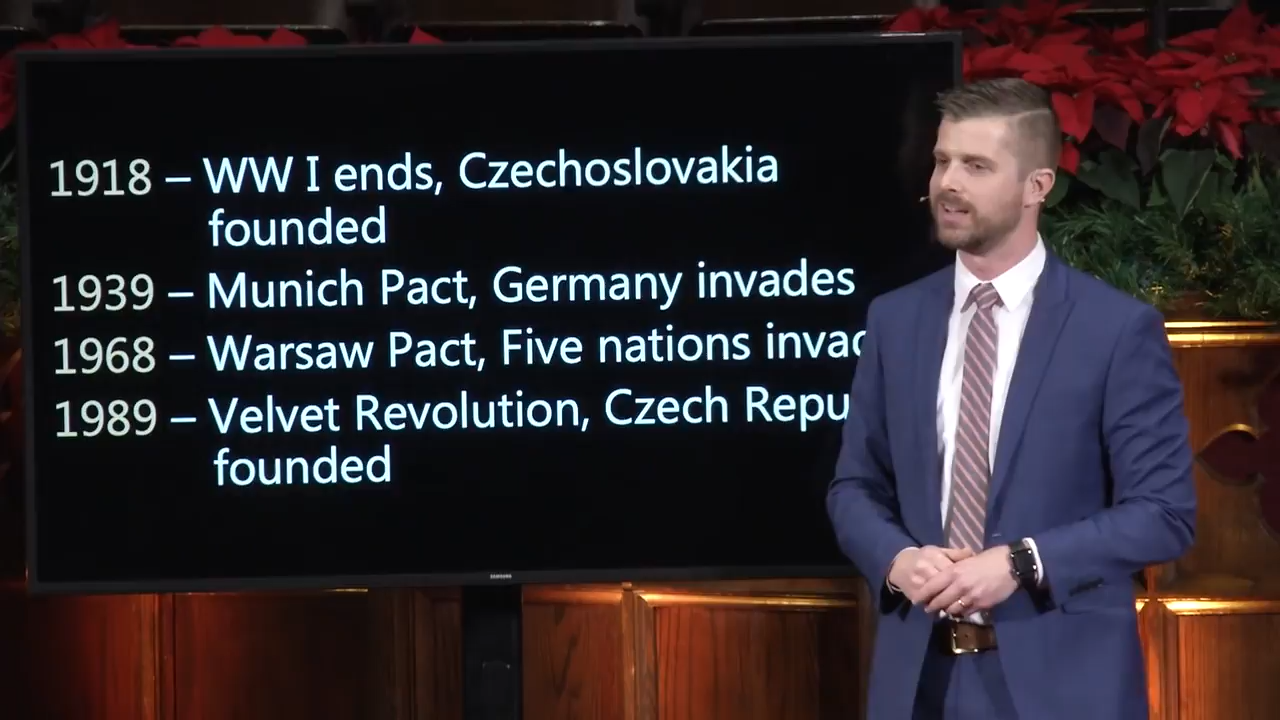 1918 – WW I ends, Czechoslovakia
founded
1939 – Munich Pact, Germany invades
1968 – Warsaw Pact, Five nations
1989 – Velvet Revolution, Czech
founded
SAMSUNG